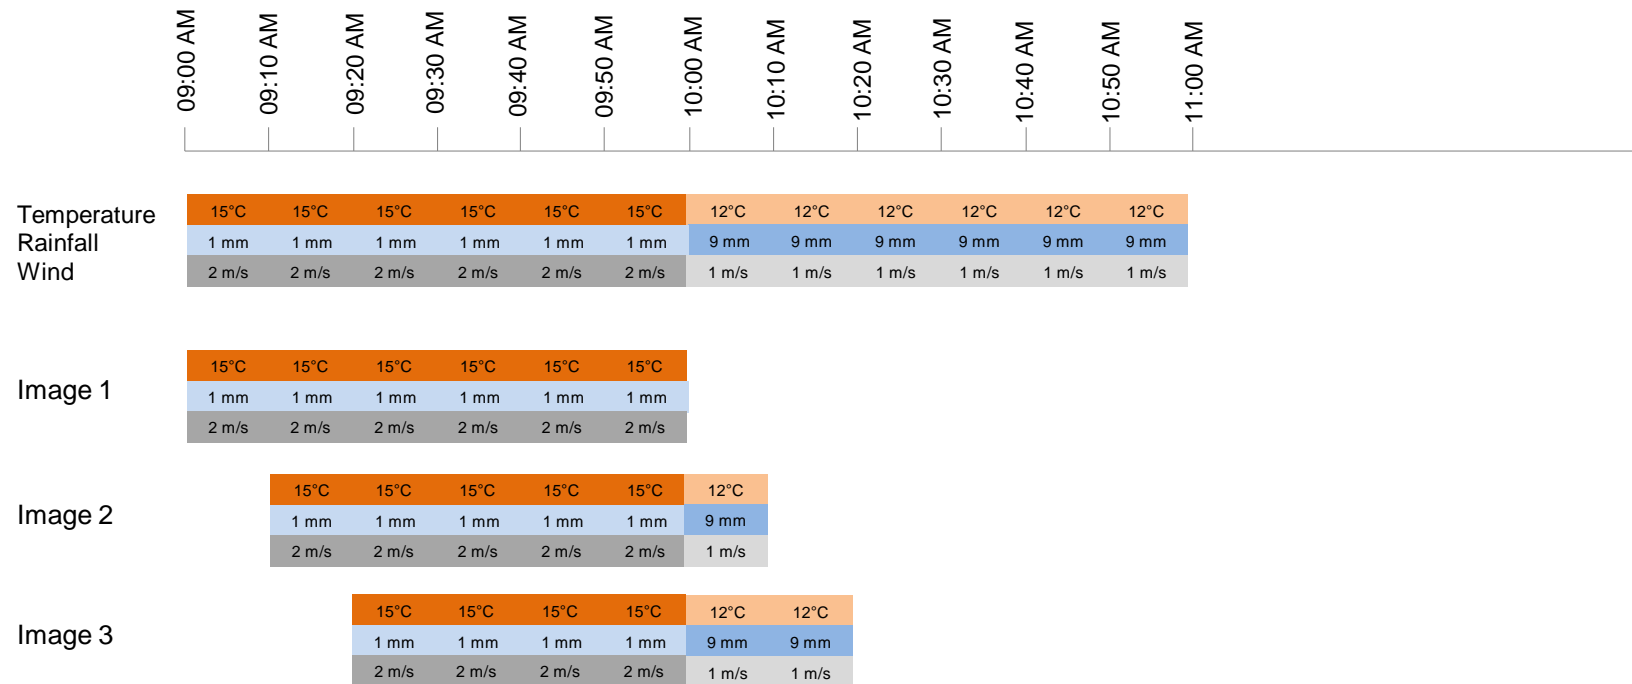 09:00 AM 09:10 AM 09:20 AM 09:30 AM 09:40 AM 09:50 AM 10:00 AM 10:10 AM 10:20 AM 10:30 AM 10:40 AM 10:50 AM 11:00 AM
Temperature 15°C 15°C 15°C 15°C 15°C 15°C 12°C 12°C 12°C 12°C 12°C 12°C
Rainfall 1 mm 1 mm 1 mm 1 mm 1 mm 1 mm 9 mm 9 mm 9 mm 9 mm 9 mm 9 mm
Wind 2 m/s 2 m/s 2 m/s 2 m/s 2 m/s 2 m/s 1 m/s 1 m/s 1 m/s 1 m/s 1 m/s 1 m/s
15°C 15°C 15°C 15°C 15°C 15°C
Image 1 1 mm 1 mm 1 mm 1 mm 1 mm 1 mm
2 m/s 2 m/s 2 m/s 2 m/s 2 m/s 2 m/s
15°C 15°C 15°C 15°C 15°C 12°C
Image 2 1 mm 1 mm 1 mm 1 mm 1 mm 9 mm
2 m/s 2 m/s 2 m/s 2 m/s 2 m/s 1 m/s
15°C 15°C 15°C 15°C 12°C 12°C
Image 3 1 mm 1 mm 1 mm 1 mm 9 mm 9 mm
2 m/s 2 m/s 2 m/s 2 m/s 1 m/s 1 m/s